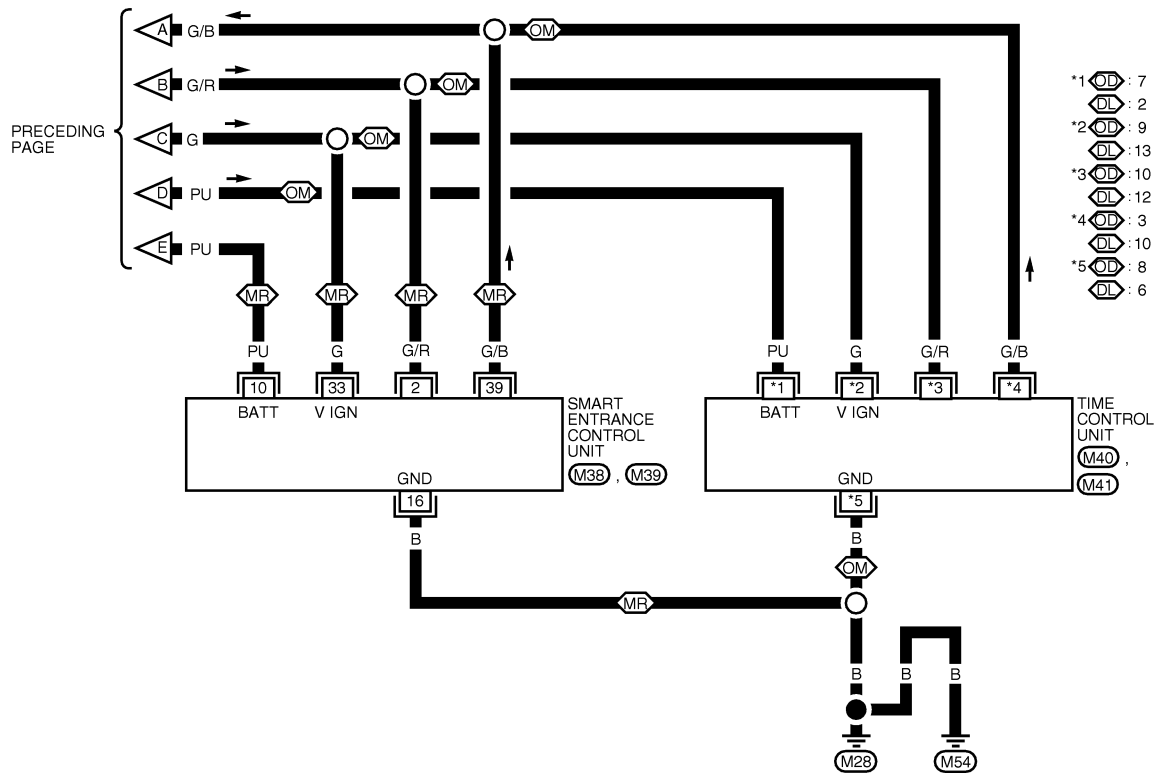 PRECEDING
PAGE
A G/B OM
B G/R OM
C G OM
D PU OM
E PU
MR MR MR MR
PU G G/R G/B
10 33 2 39
BATT V IGN
GND
16
SMART
ENTRANCE
CONTROL
UNIT
M38 , M39
PU G G/R G/B
*1 *2 *3 *4
BATT V IGN
GND
*5
TIME
CONTROL
UNIT
M40 ,
M41
*1 OD : 7
DL : 2
*2 OD : 9
DL : 13
*3 OD : 10
DL : 12
*4 OD : 3
DL : 10
*5 OD : 8
DL : 6
B B
OM
MR
B B B
M28 M54